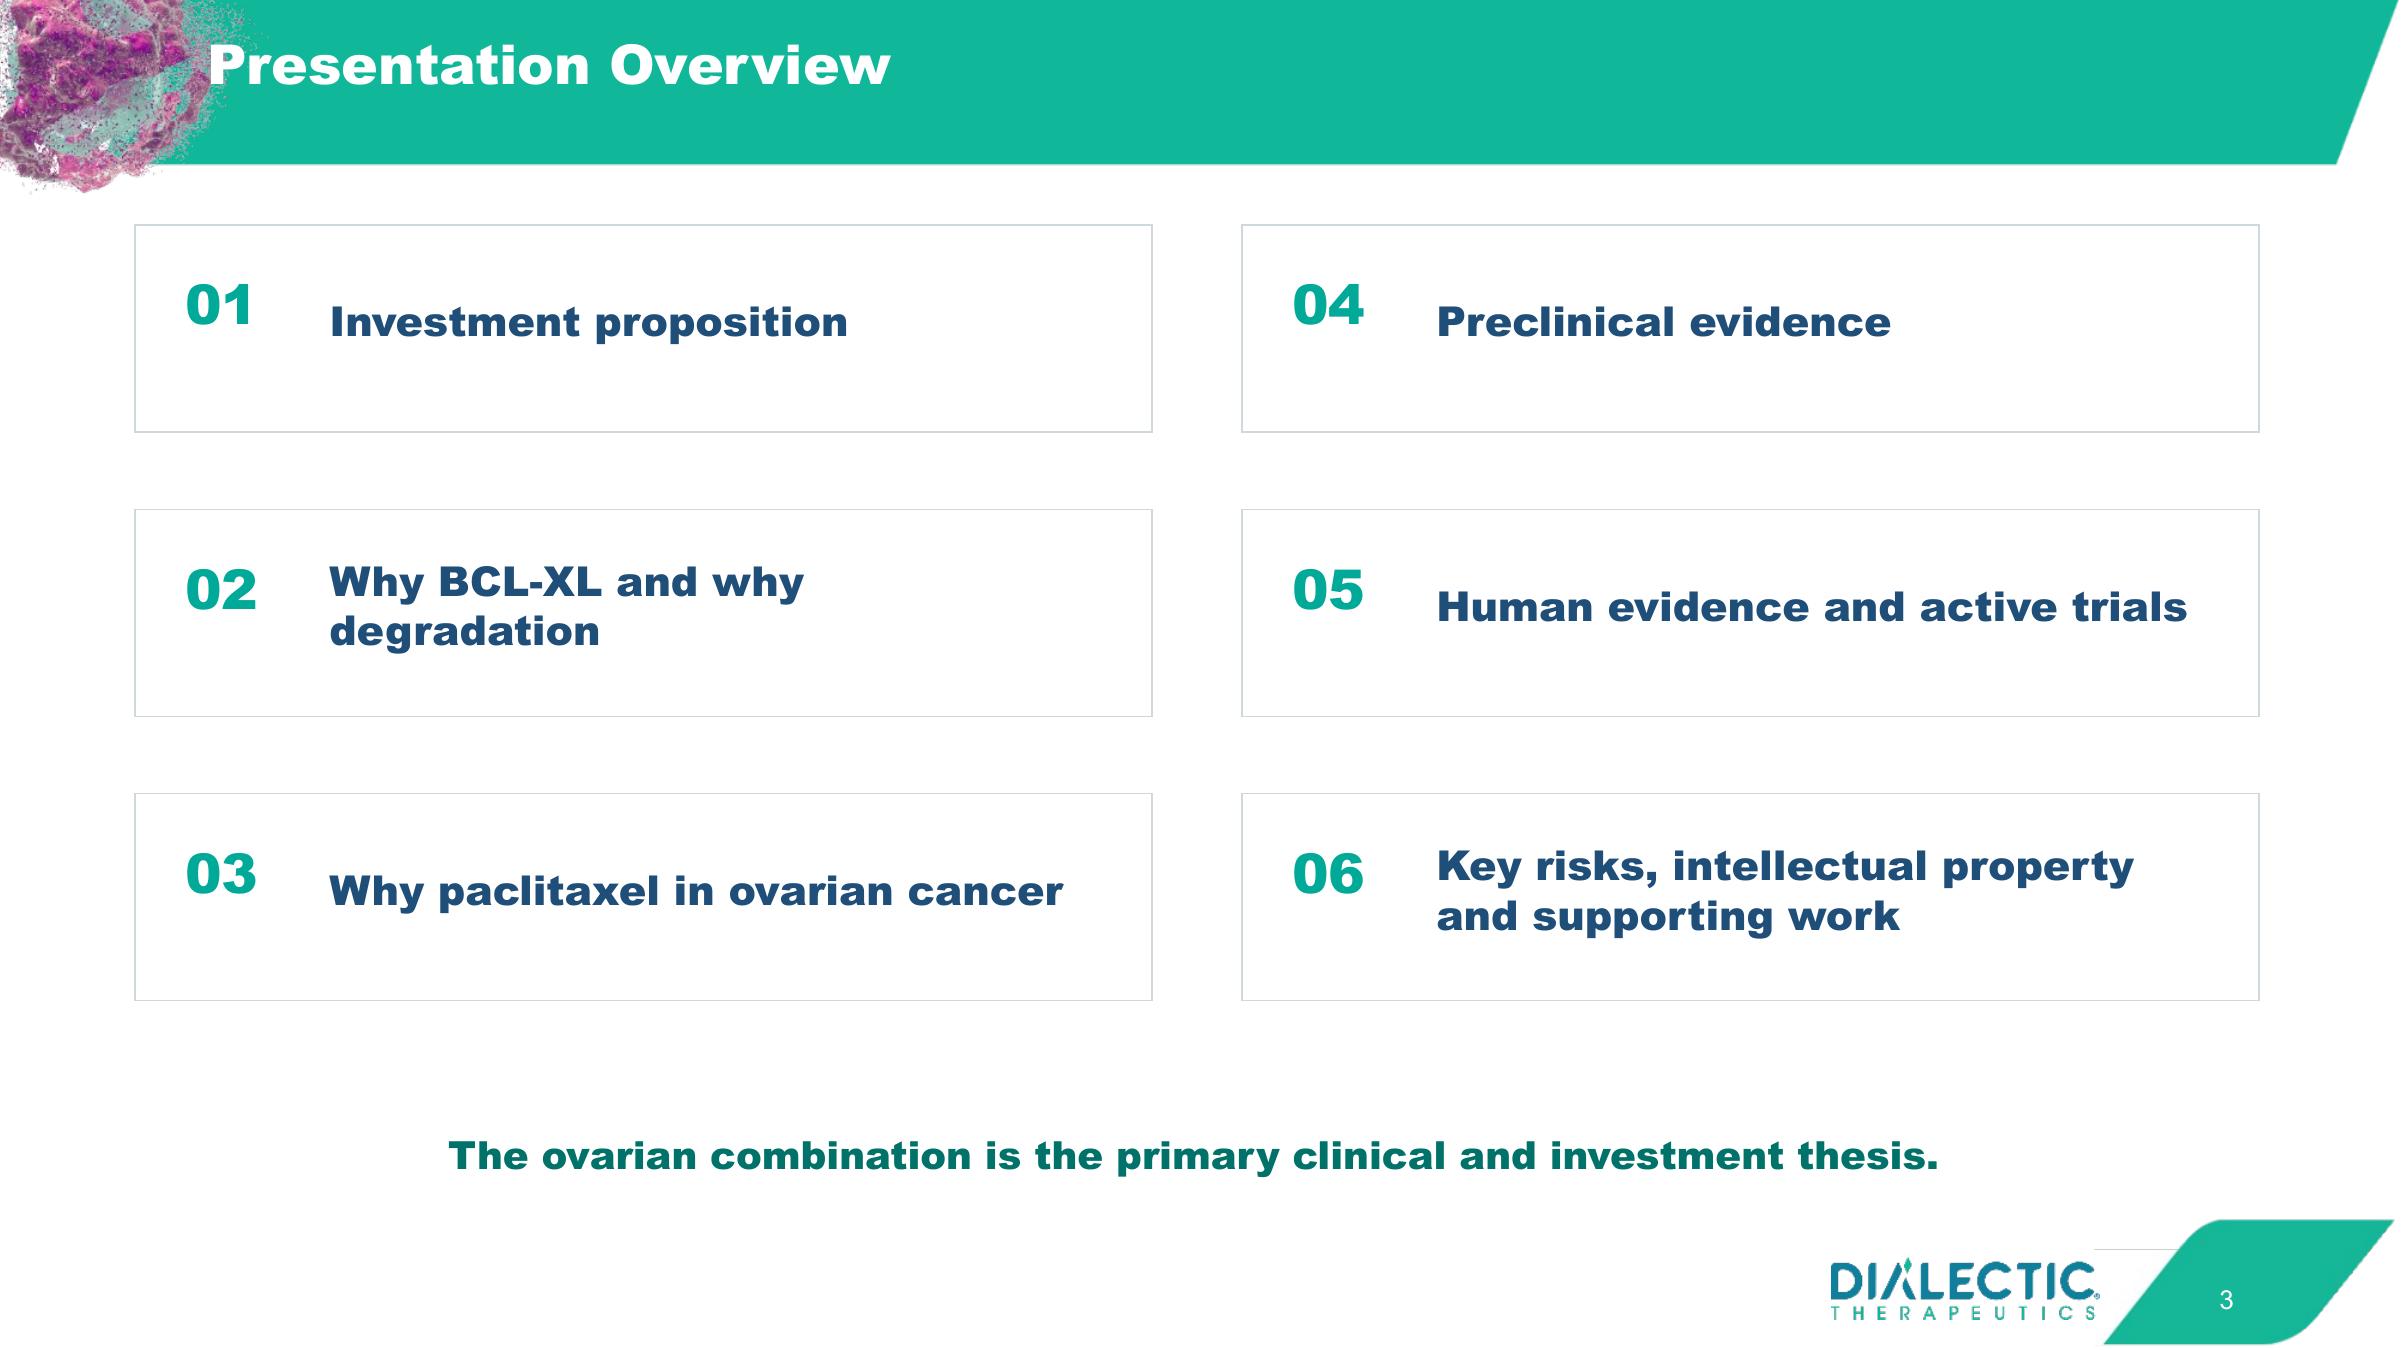 Presentation Overview
01
Investment proposition
02
Why BCL-XL and why
degradation
03
Why paclitaxel in ovarian cancer
04
Preclinical evidence
05
Human evidence and active trials
06
Key risks, intellectual property
and supporting work
The ovarian combination is the primary clinical and investment thesis.
DIALECTIC®
THERAPEUTICS
3